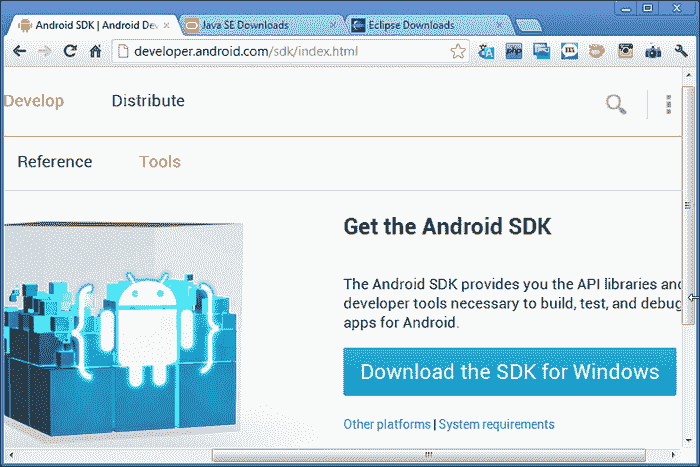 Android SDK | Android De
Java SE Downloads
Eclipse Downloads
developer.android.com/sdk/index.html
Develop
Distribute
Reference
Tools
Get the Android SDK
The Android SDK provides you the API libraries and
developer tools necessary to build, test, and debug
apps for Android.
Download the SDK for Windows
Other platforms | System requirements